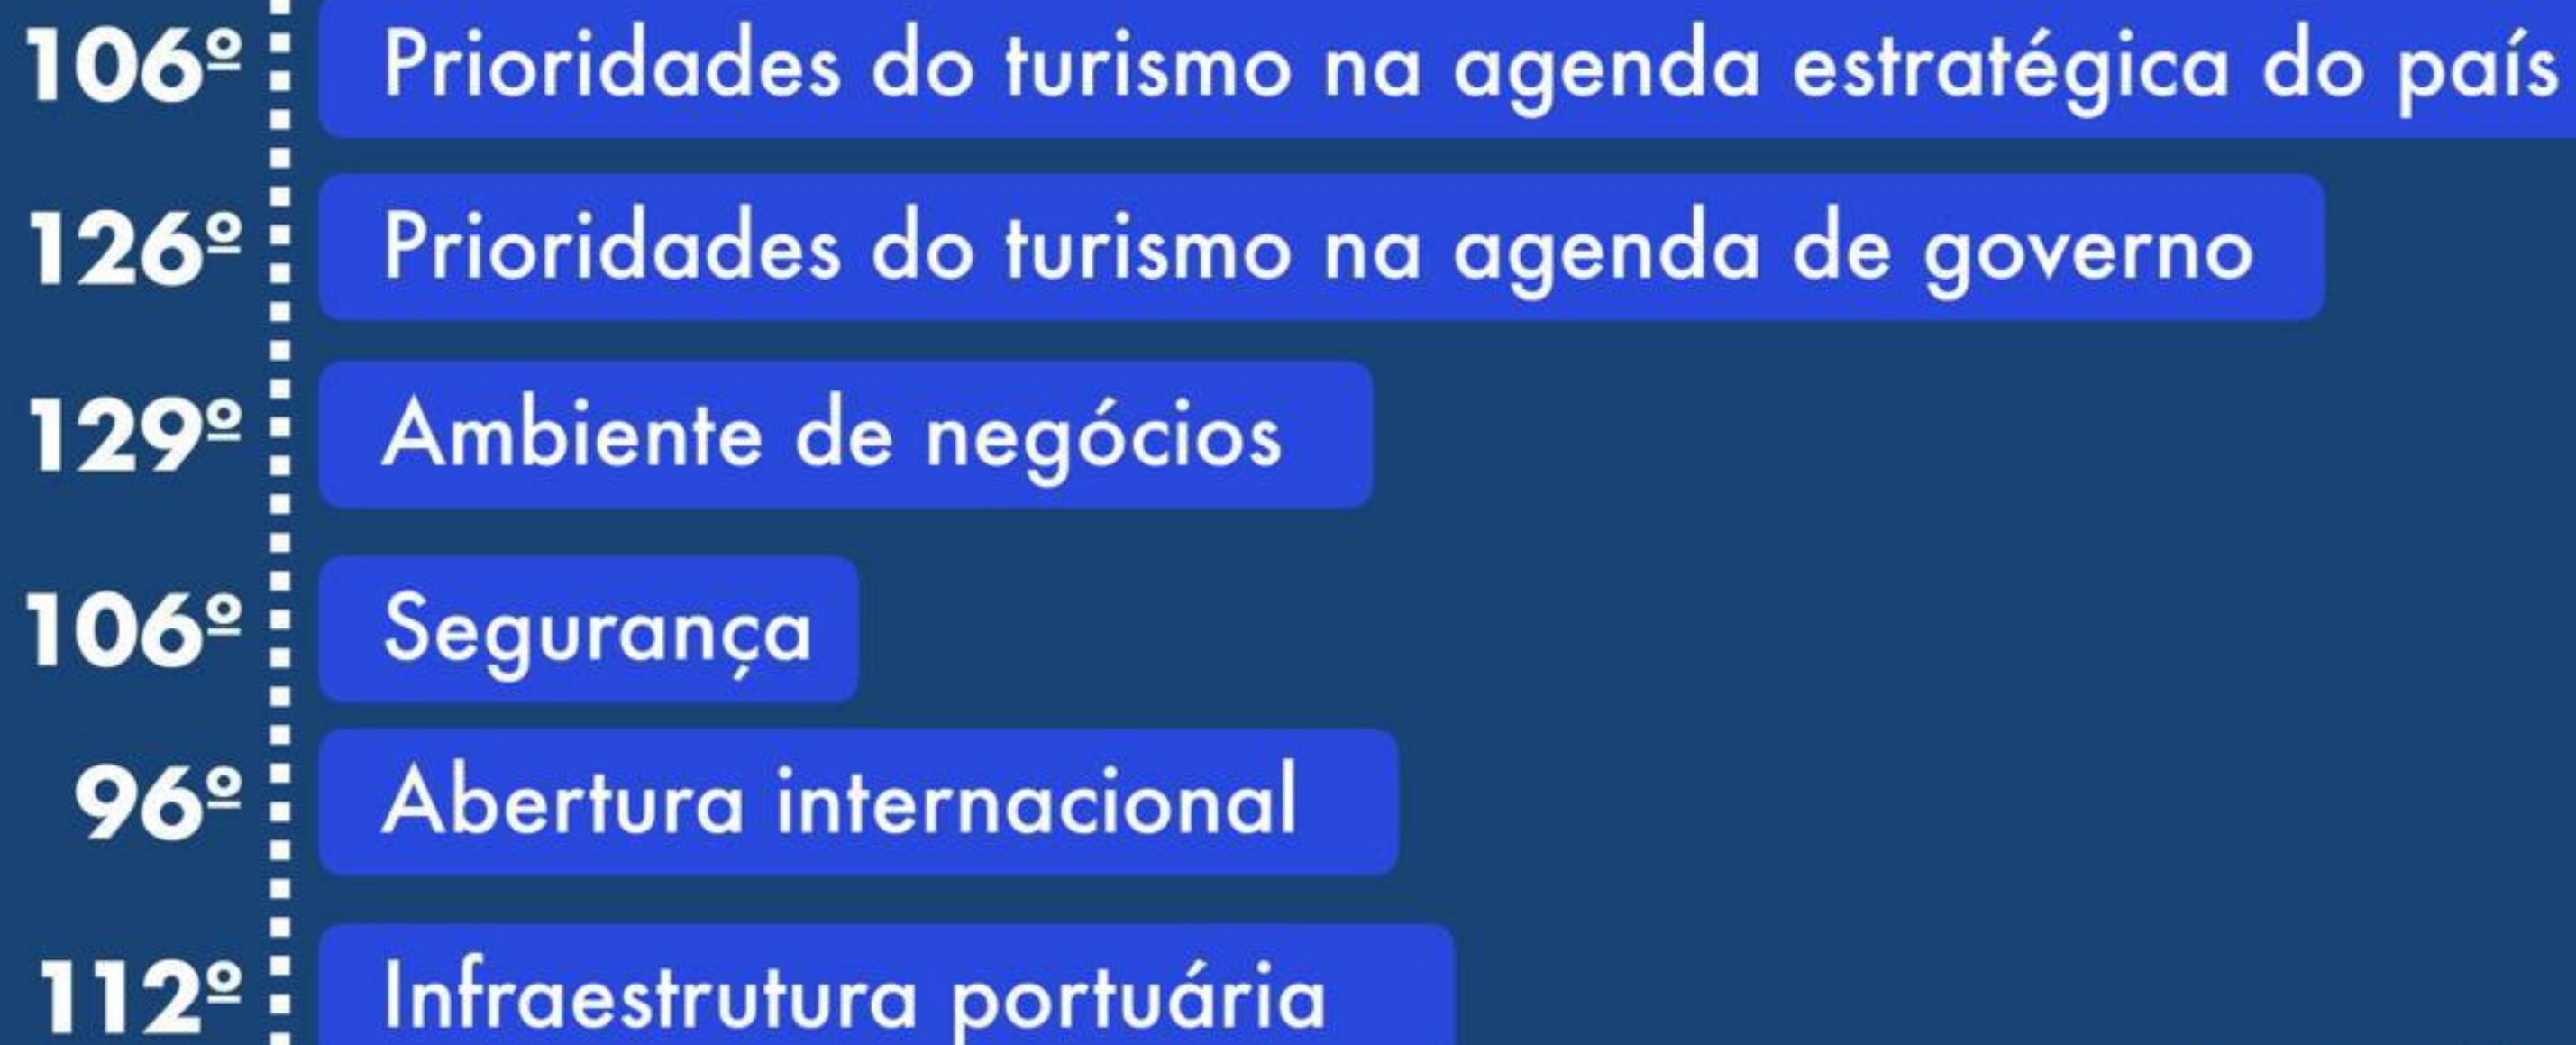 106º Prioridades do turismo na agenda estratégica do país
126º Prioridades do turismo na agenda de governo
129º Ambiente de negócios
106º Segurança
96º Abertura internacional
112º Infraestrutura portuária